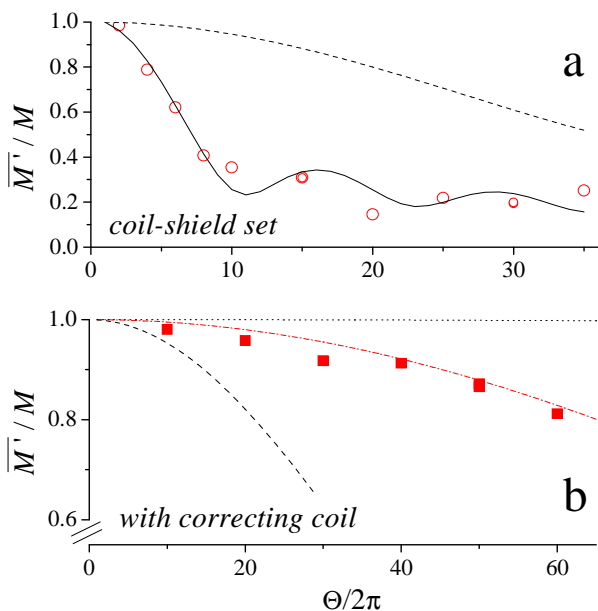 1.0
0.8
0.6
0.4
0.2
0.0
M' / M
a
coil-shield set
0 10 20 30
1.0
0.8
0.6
M' / M
b
with correcting coil
0 20 40 60
Θ/2π